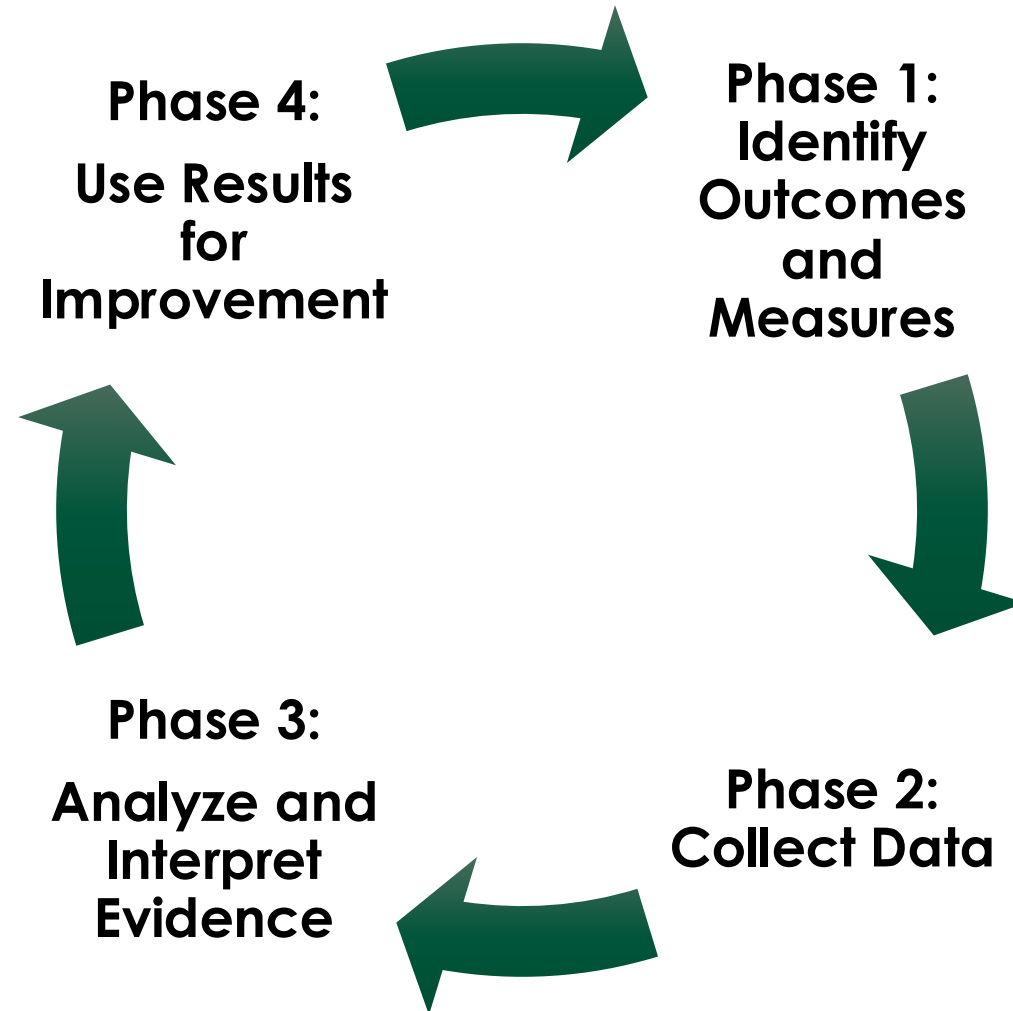 Phase 1:
Identify
Outcomes
and
Measures
Phase 2:
Collect Data
Phase 3:
Analyze and
Interpret
Evidence
Phase 4:
Use Results
for
Improvement